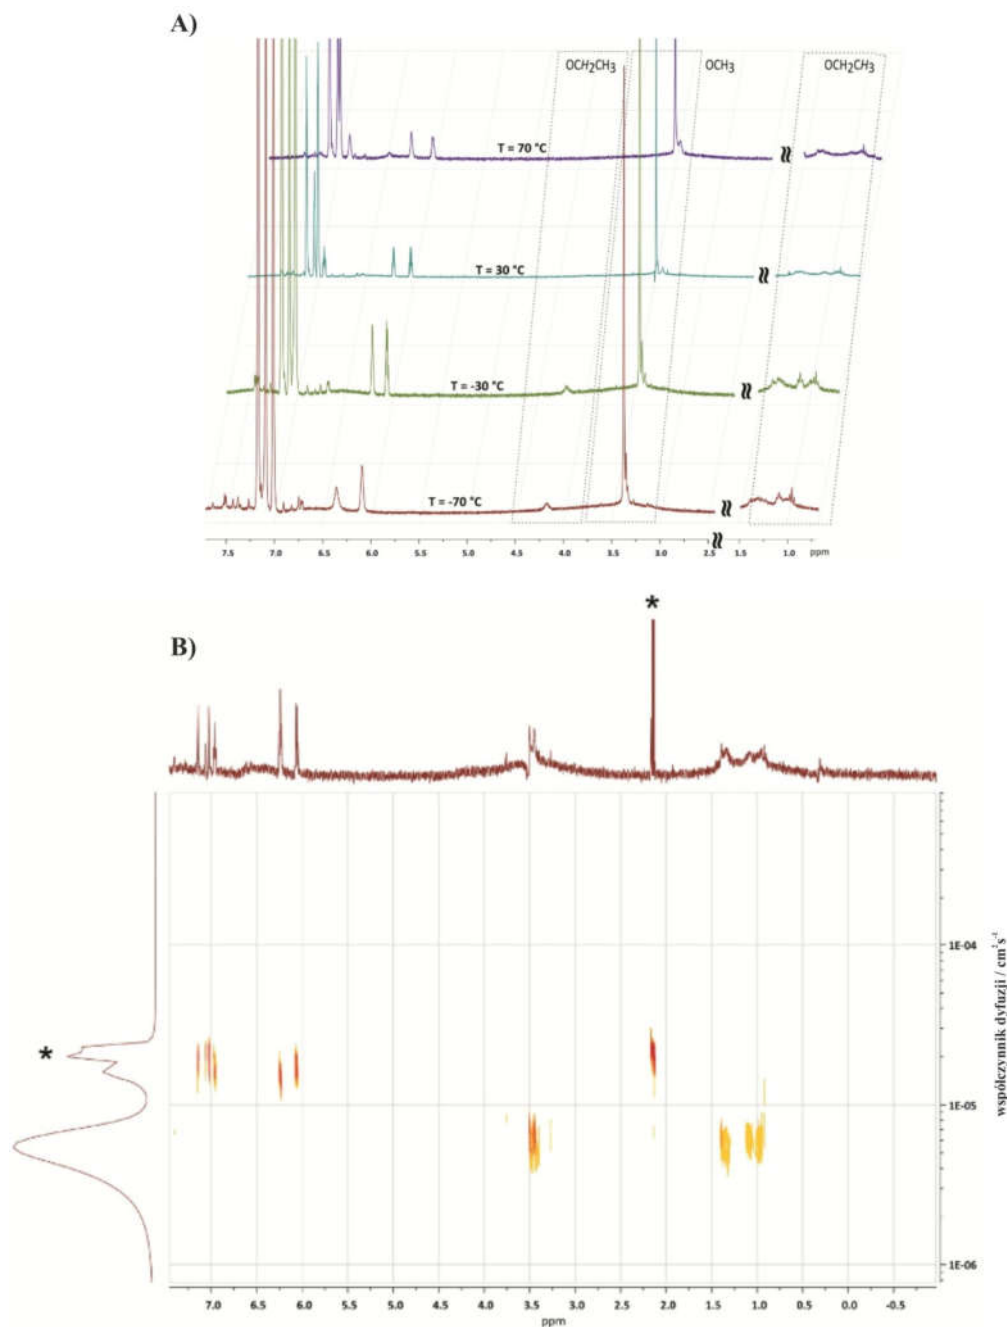 A)
OCH2CH3
OCH3
OCH2CH3
T = 70 °C
T = 30 °C
T = -30 °C
T = -70 °C
7.5 7.0 6.5 6.0 5.5 5.0 4.5 4.0 3.5 3.0 2.5 1.5 1.0 ppm
B)
*
*
1E-04
1E-05
1E-06
współczynnik dyfuzji / cm²s⁻¹
7.0 6.5 6.0 5.5 5.0 4.5 4.0 3.5 3.0 2.5 2.0 1.5 1.0 0.5 0.0 -0.5
ppm